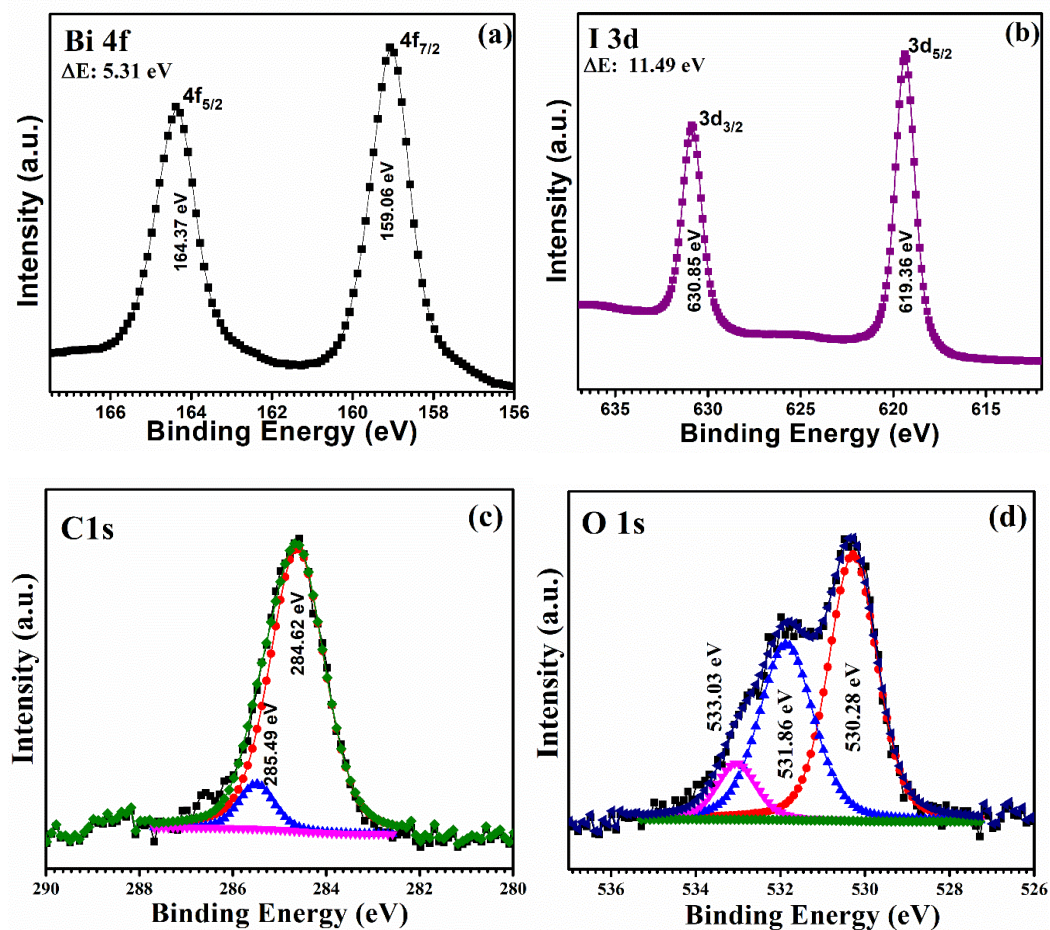 Bi 4f
(a)
ΔE: 5.31 eV
4f5/2
4f7/2
164.37 eV
159.06 eV
Intensity (a.u.)
166 164 162 160 158 156
Binding Energy (eV)
I 3d
(b)
ΔE: 11.49 eV
3d3/2
3d5/2
630.85 eV
619.36 eV
Intensity (a.u.)
635 630 625 620 615
Binding Energy (eV)
C1s
(c)
284.62 eV
285.49 eV
Intensity (a.u.)
290 288 286 284 282 280
Binding Energy (eV)
O 1s
(d)
533.03 eV
531.86 eV
530.28 eV
Intensity (a.u.)
536 534 532 530 528 526
Binding Energy (eV)